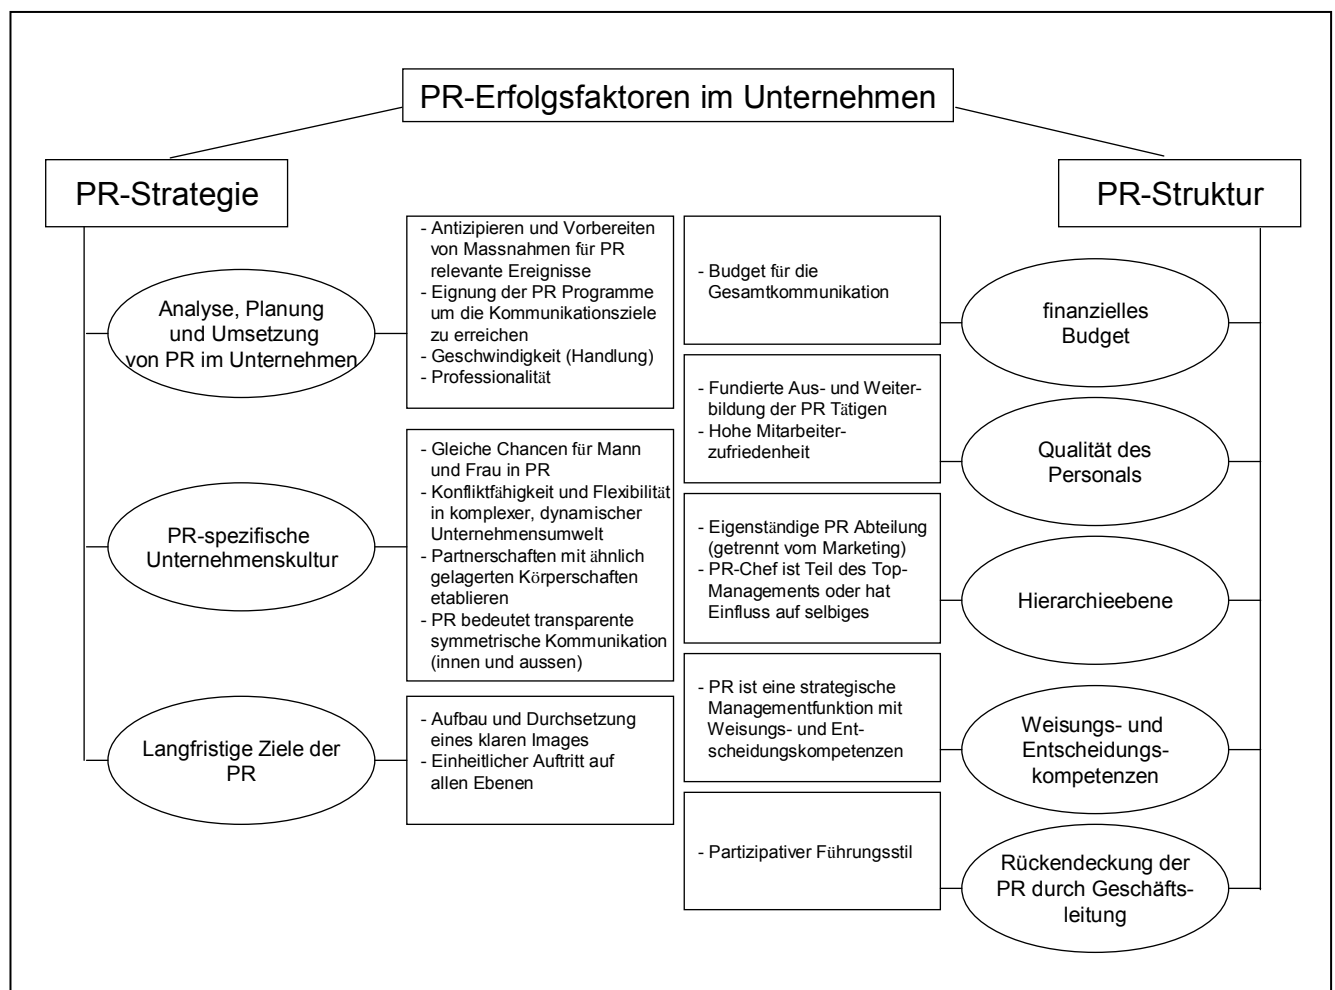 PR-Erfolgsfaktoren im Unternehmen
PR-Strategie
Analyse, Planung
und Umsetzung
von PR im Unternehmen
- Antizipieren und Vorbereiten
von Massnahmen für PR
relevante Ereignisse
- Eignung der PR Programme
um die Kommunikationsziele
zu erreichen
- Geschwindigkeit (Handlung)
- Professionalität
PR-spezifische
Unternehmenskultur
- Gleiche Chancen für Mann
und Frau in PR
- Konfliktfähigkeit und Flexibilität
in komplexer, dynamischer
Unternehmensumwelt
- Partnerschaften mit ähnlich
gelagerten Körperschaften
etablieren
- PR bedeutet transparente
symmetrische Kommunikation
(innen und aussen)
Langfristige Ziele der
PR
- Aufbau und Durchsetzung
eines klaren Images
- Einheitlicher Auftritt auf
allen Ebenen
PR-Struktur
- Budget für die
Gesamtkommunikation
finanzielles
Budget
- Fundierte Aus- und Weiter-
bildung der PR Tätigen
- Hohe Mitarbeiter-
zufriedenheit
Qualität des
Personals
- Eigenständige PR Abteilung
(getrennt vom Marketing)
- PR-Chef ist Teil des Top-
Managements oder hat
Einfluss auf selbiges
Hierarchieebene
- PR ist eine strategische
Managementfunktion mit
Weisungs- und Ent-
scheidungskompetenzen
Weisungs- und
Entscheidungs-
kompetenzen
- Partizipativer Führungsstil
Rückendeckung der
PR durch Geschäfts-
leitung